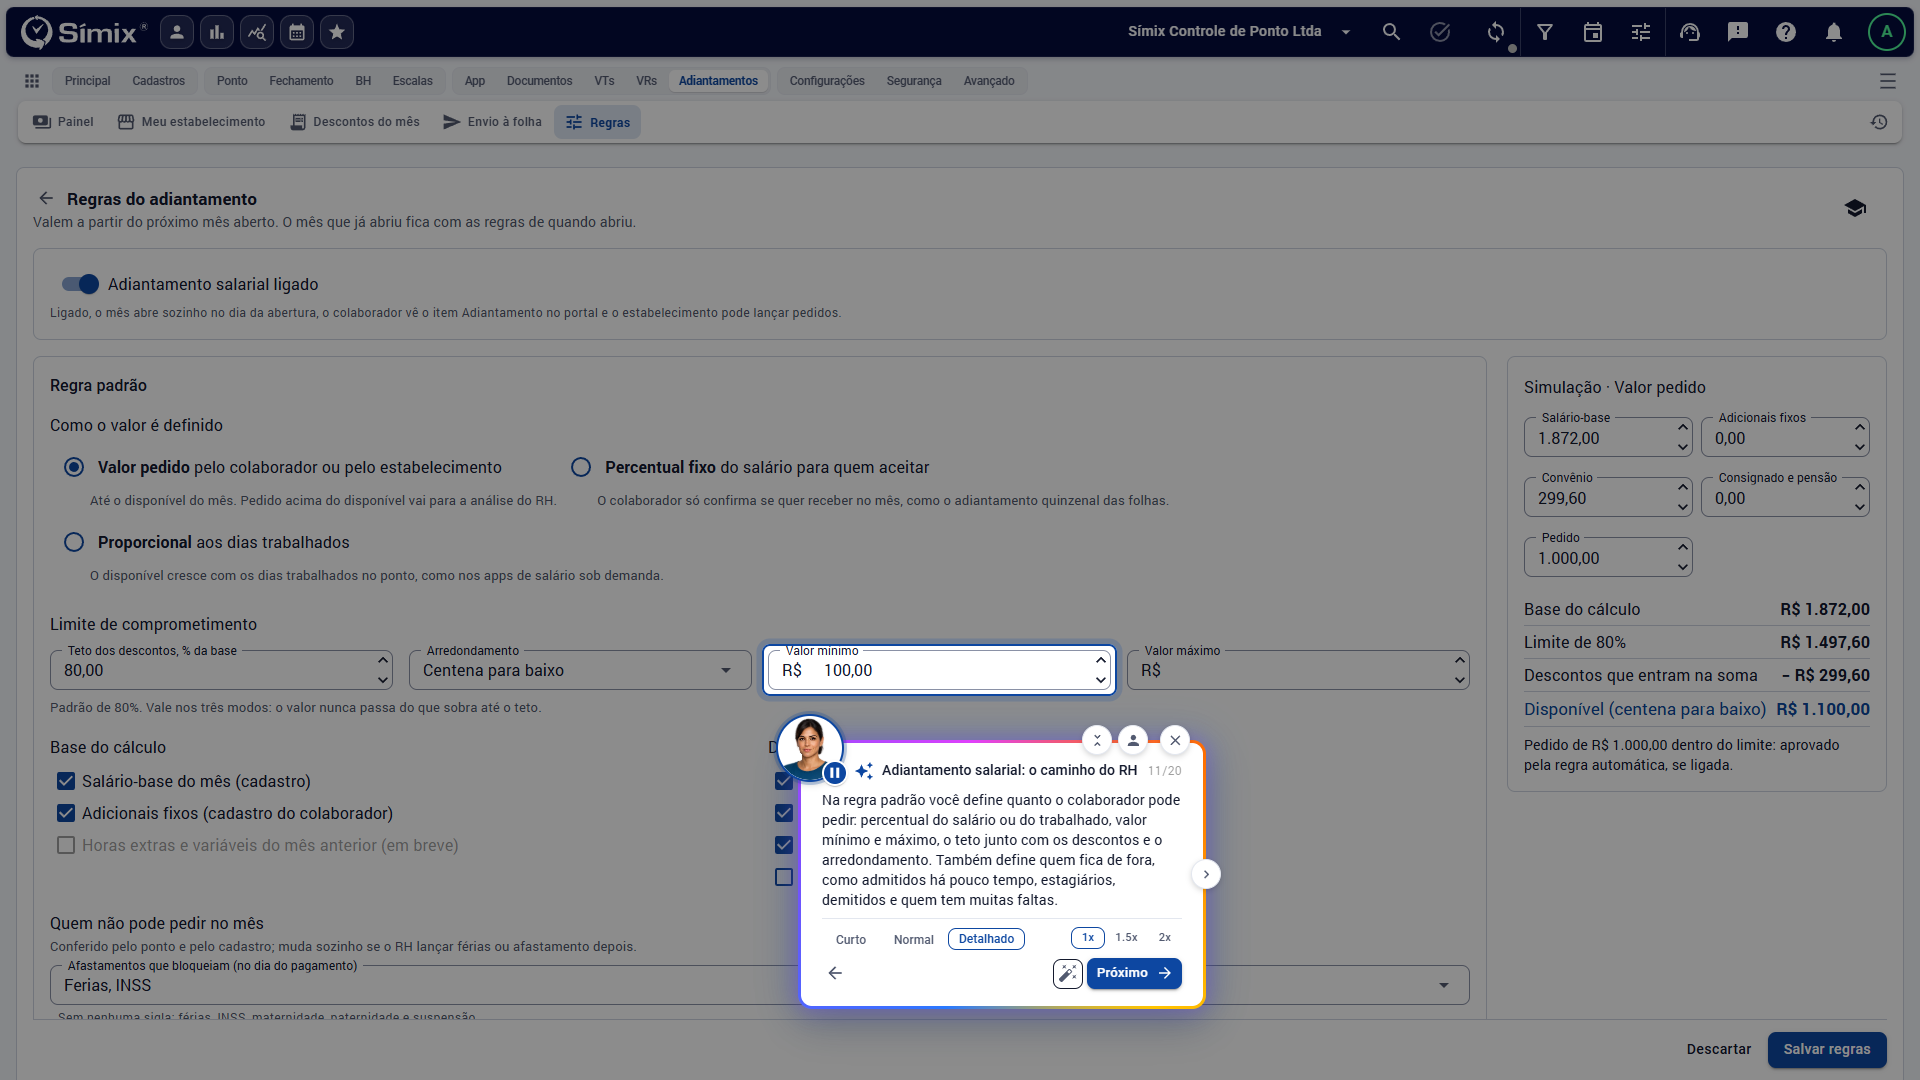 Símix®
Símix Controle de Ponto Ltda
A
Principal
Cadastros
Ponto
Fechamento
BH
Escalas
App
Documentos
VTs
VRs
Adiantamentos
Configurações
Segurança
Avançado
Painel
Meu estabelecimento
Descontos do mês
Envio à folha
Regras
Regras do adiantamento
Valem a partir do próximo mês aberto. O mês que já abriu fica com as regras de quando abriu.
Adiantamento salarial ligado
Ligado, o mês abre sozinho no dia da abertura, o colaborador vê o item Adiantamento no portal e o estabelecimento pode lançar pedidos.
Regra padrão
Como o valor é definido
Valor pedido pelo colaborador ou pelo estabelecimento
Até o disponível do mês. Pedido acima do disponível vai para a análise do RH.
Percentual fixo do salário para quem aceitar
O colaborador só confirma se quer receber no mês, como o adiantamento quinzenal das folhas.
Proporcional aos dias trabalhados
O disponível cresce com os dias trabalhados no ponto, como nos apps de salário sob demanda.
Limite de comprometimento
Teto dos descontos, % da base
80,00
Arredondamento
Centena para baixo
Valor mínimo
R$ 100,00
Valor máximo
R$
Padrão de 80%. Vale nos três modos: o valor nunca passa do que sobra até o teto.
Base do cálculo
D
Salário-base do mês (cadastro)
Adicionais fixos (cadastro do colaborador)
Horas extras e variáveis do mês anterior (em breve)
Quem não pode pedir no mês
Conferido pelo ponto e pelo cadastro; muda sozinho se o RH lançar férias ou afastamento depois.
Afastamentos que bloqueiam (no dia do pagamento)
Ferias, INSS
Sem nenhuma sigla: férias, INSS, maternidade, paternidade e suspensão
Simulação · Valor pedido
Salário-base
1.872,00
Adicionais fixos
0,00
Convênio
299,60
Consignado e pensão
0,00
Pedido
1.000,00
Base do cálculo R$ 1.872,00
Limite de 80% R$ 1.497,60
Descontos que entram na soma − R$ 299,60
Disponível (centena para baixo) R$ 1.100,00
Pedido de R$ 1.000,00 dentro do limite: aprovado
pela regra automática, se ligada.
Adiantamento salarial: o caminho do RH 11/20
Na regra padrão você define quanto o colaborador pode
pedir: percentual do salário ou do trabalhado, valor
mínimo e máximo, o teto junto com os descontos e o
arredondamento. Também define quem fica de fora,
como admitidos há pouco tempo, estagiários,
demitidos e quem tem muitas faltas.
Curto
Normal
Detalhado
1x
1.5x
2x
Próximo
Descartar
Salvar regras